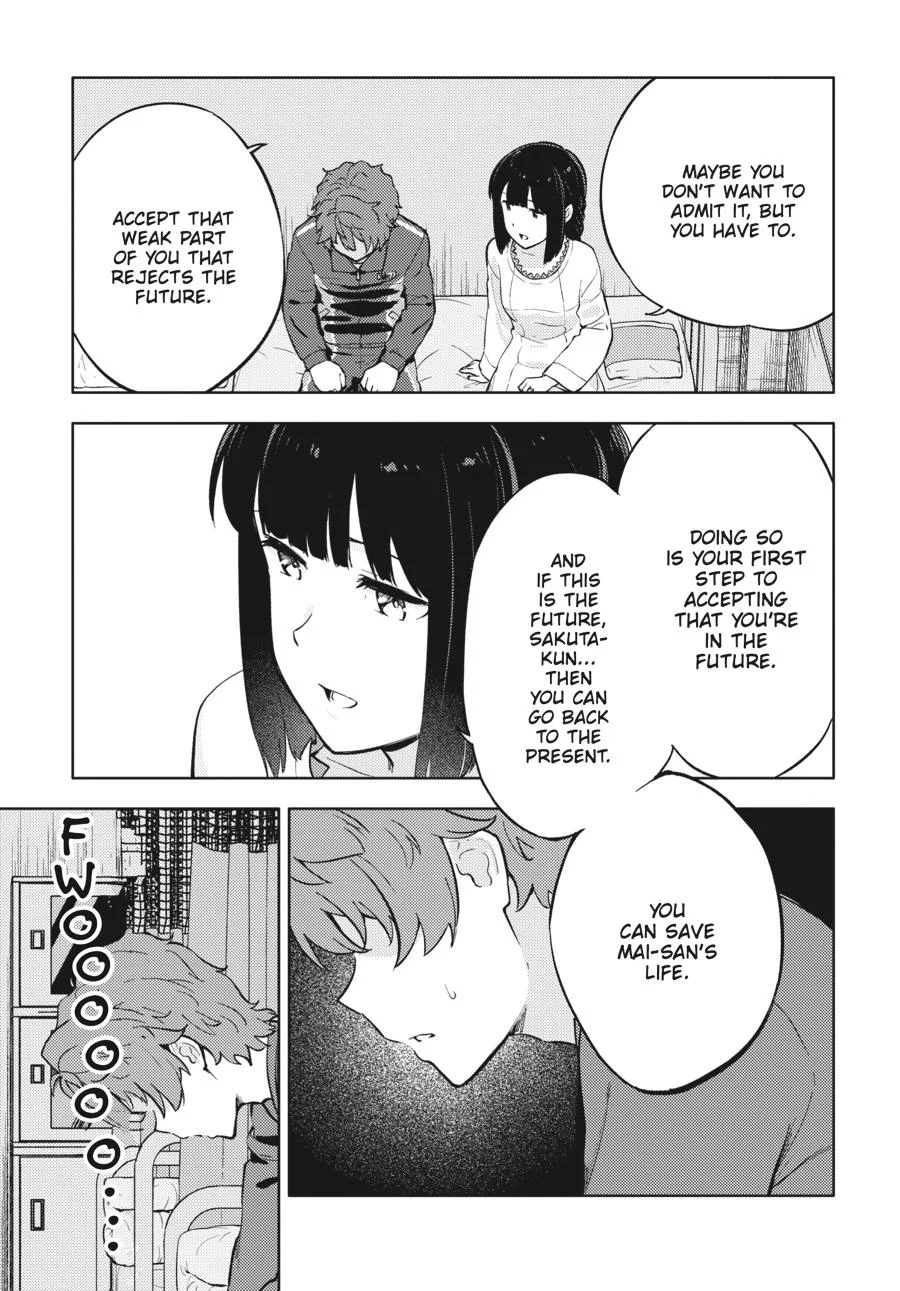 MAYBE YOU
DON'T WANT TO
ADMIT IT, BUT
YOU HAVE TO.
ACCEPT THAT
WEAK PART
OF YOU THAT
REJECTS THE
FUTURE.
DOING SO
IS YOUR FIRST
STEP TO
ACCEPTING
THAT YOU'RE
IN THE
FUTURE.
AND
IF THIS
IS THE
FUTURE,
SAKUTA-
KUN...
THEN
YOU CAN
GO BACK
TO THE
PRESENT.
YOU
CAN SAVE
MAI-SAN'S
LIFE.
FWOOOOOO...